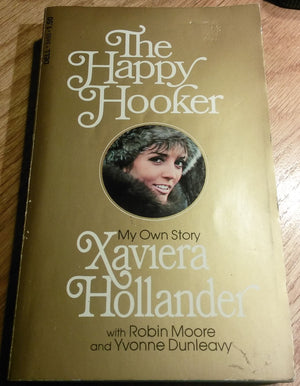 The
Happy
Hooker
My Own Story
Xaviera
Hollander
with Robin Moore
and Yvonne Dunleavy